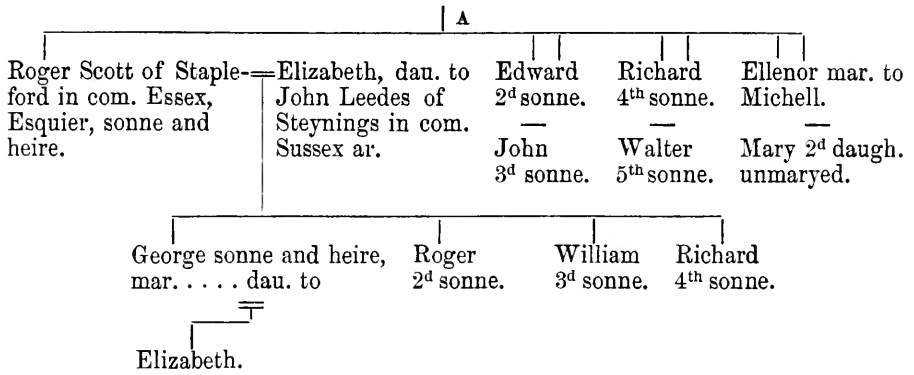 A
Roger Scott of Staple-
ford in com. Essex,
Esquier, sonne and
heire.
Elizabeth, dau. to
John Leedes of
Steynings in com.
Sussex ar.
Edward
2d sonne.
John
3d sonne.
Richard
4th sonne.
Walter
5th sonne.
Ellenor mar. to
Michell.
Mary 2d daugh.
unmaryed.
George sonne and heire,
mar. . . . . . dau. to
Roger
2d sonne.
William
3d sonne.
Richard
4th sonne.
Elizabeth.